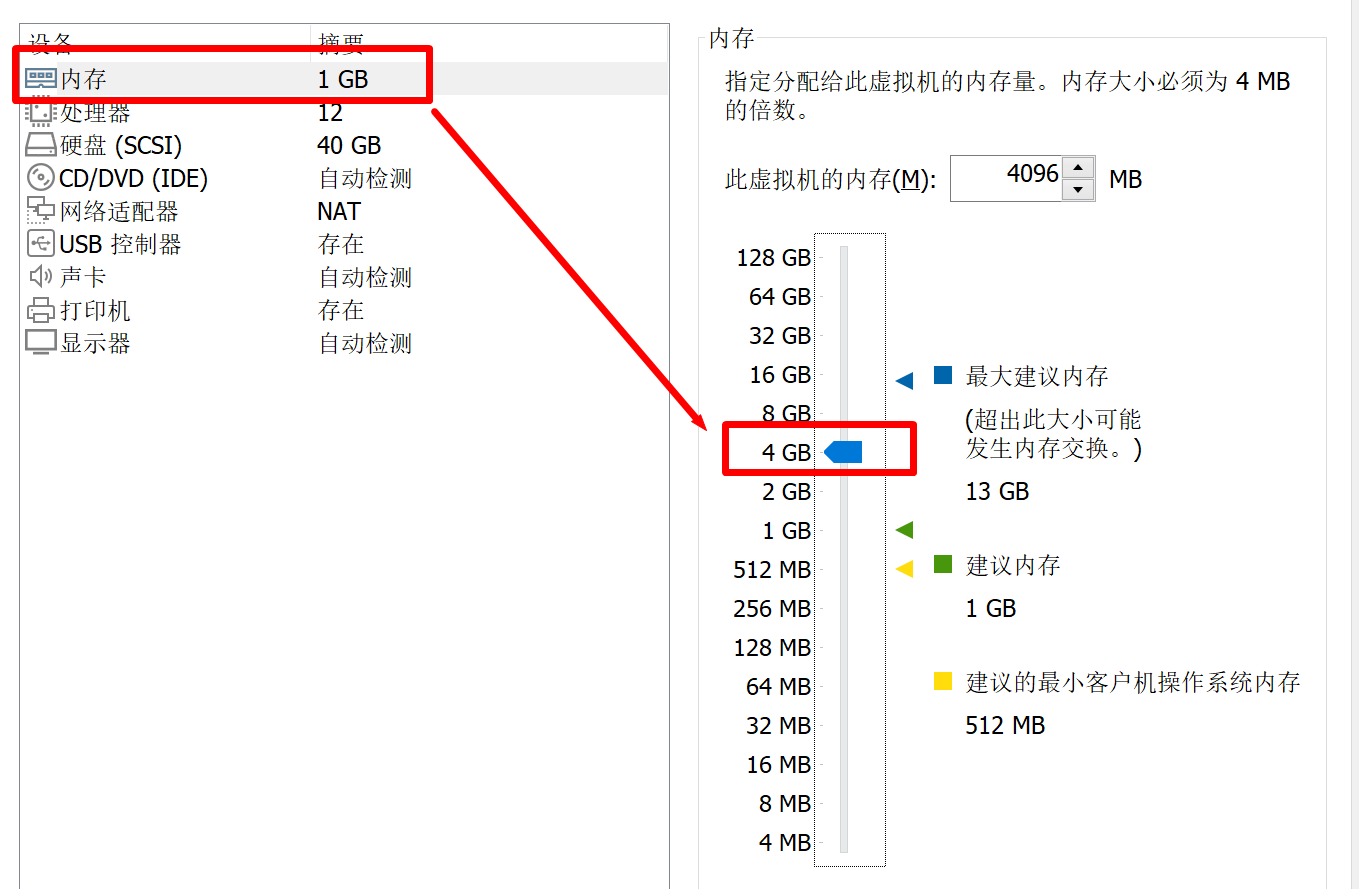 设备 摘要
内存 1 GB
处理器 12
硬盘 (SCSI) 40 GB
CD/DVD (IDE) 自动检测
网络适配器 NAT
USB 控制器 存在
声卡 自动检测
打印机 存在
显示器 自动检测
内存
指定分配给此虚拟机的内存量。内存大小必须为 4 MB
的倍数。
此虚拟机的内存(M): 4096 MB
128 GB
64 GB
32 GB
16 GB
8 GB
4 GB
2 GB
1 GB
512 MB
256 MB
128 MB
64 MB
32 MB
16 MB
8 MB
4 MB
最大建议内存
(超出此大小可能
发生内存交换。)
13 GB
建议内存
1 GB
建议的最小客户机操作系统内存
512 MB